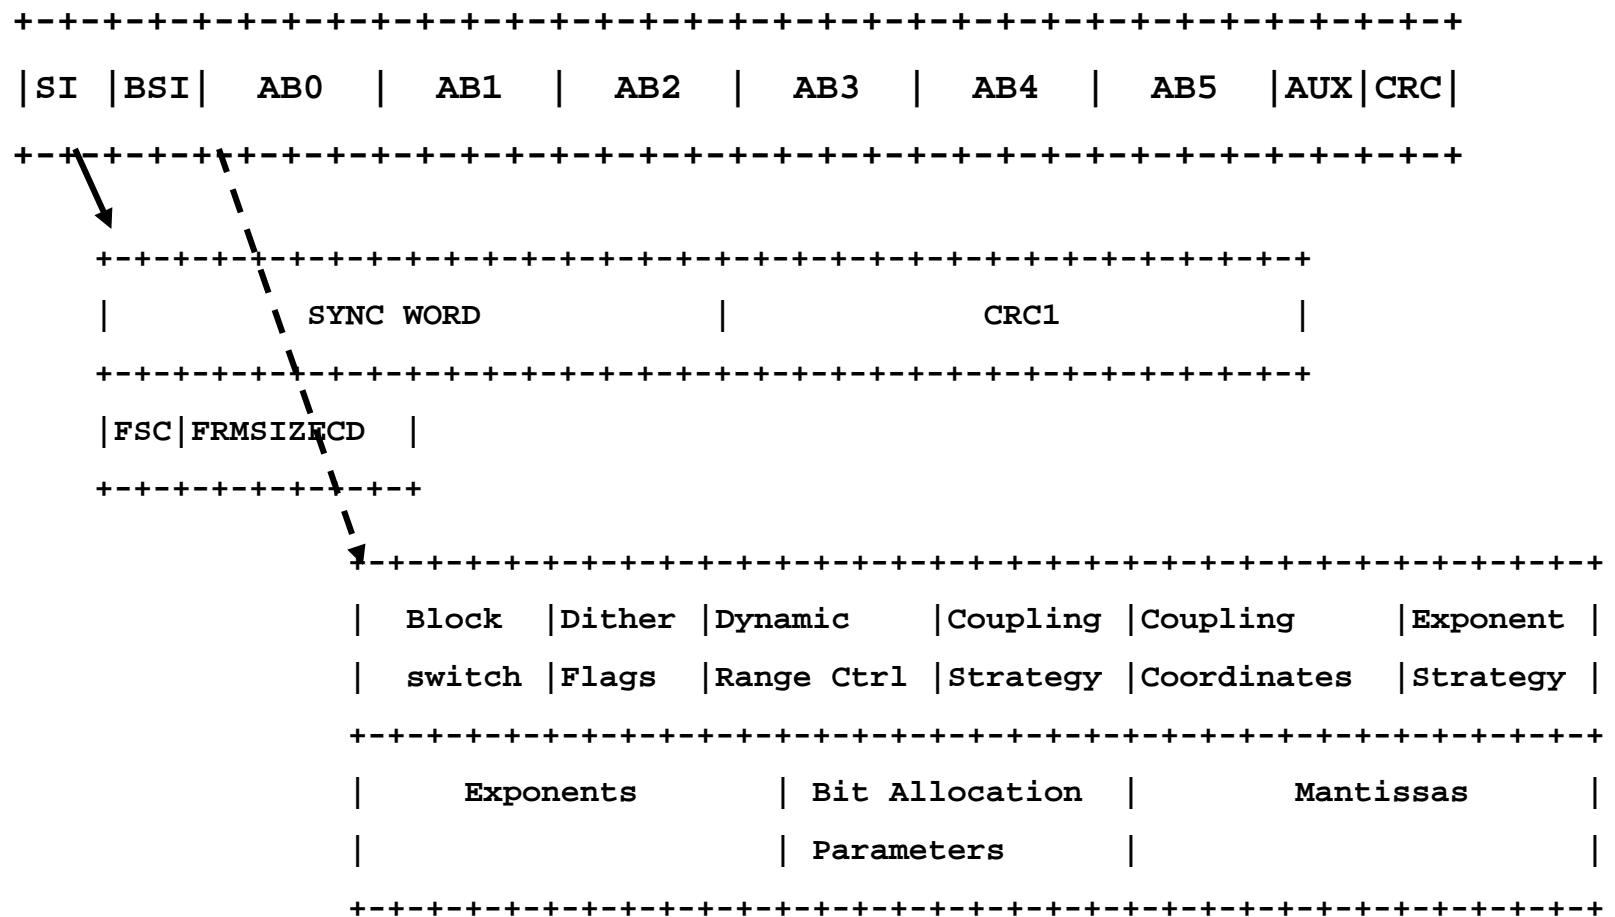 +-+-+-+-+-+-+-+-+-+-+-+-+-+-+-+-+-+-+-+-+-+-+-+-+-+-+-+-+-+-+-+-+
|SI |BSI|  AB0  |  AB1  |  AB2  |  AB3  |  AB4  |  AB5  |AUX|CRC|
+-+-+-+-+-+-+-+-+-+-+-+-+-+-+-+-+-+-+-+-+-+-+-+-+-+-+-+-+-+-+-+-+
+-+-+-+-+-+-+-+-+-+-+-+-+-+-+-+-+-+-+-+-+-+-+-+-+-+-+-+-+-+-+-+-+
|          SYNC WORD            |             CRC1            |
+-+-+-+-+-+-+-+-+-+-+-+-+-+-+-+-+-+-+-+-+-+-+-+-+-+-+-+-+-+-+-+-+
|FSC|FRMSIZECD  |
+-+-+-+-+-+-+-+-+
+-+-+-+-+-+-+-+-+-+-+-+-+-+-+-+-+-+-+-+-+-+-+-+-+-+-+-+-+-+-+-+-+-+
|  Block  |Dither |Dynamic    |Coupling |Coupling     |Exponent |
|  switch |Flags  |Range Ctrl |Strategy |Coordinates  |Strategy |
+-+-+-+-+-+-+-+-+-+-+-+-+-+-+-+-+-+-+-+-+-+-+-+-+-+-+-+-+-+-+-+-+-+
|     Exponents       | Bit Allocation  |        Mantissas      |
|                     | Parameters      |                       |
+-+-+-+-+-+-+-+-+-+-+-+-+-+-+-+-+-+-+-+-+-+-+-+-+-+-+-+-+-+-+-+-+-+